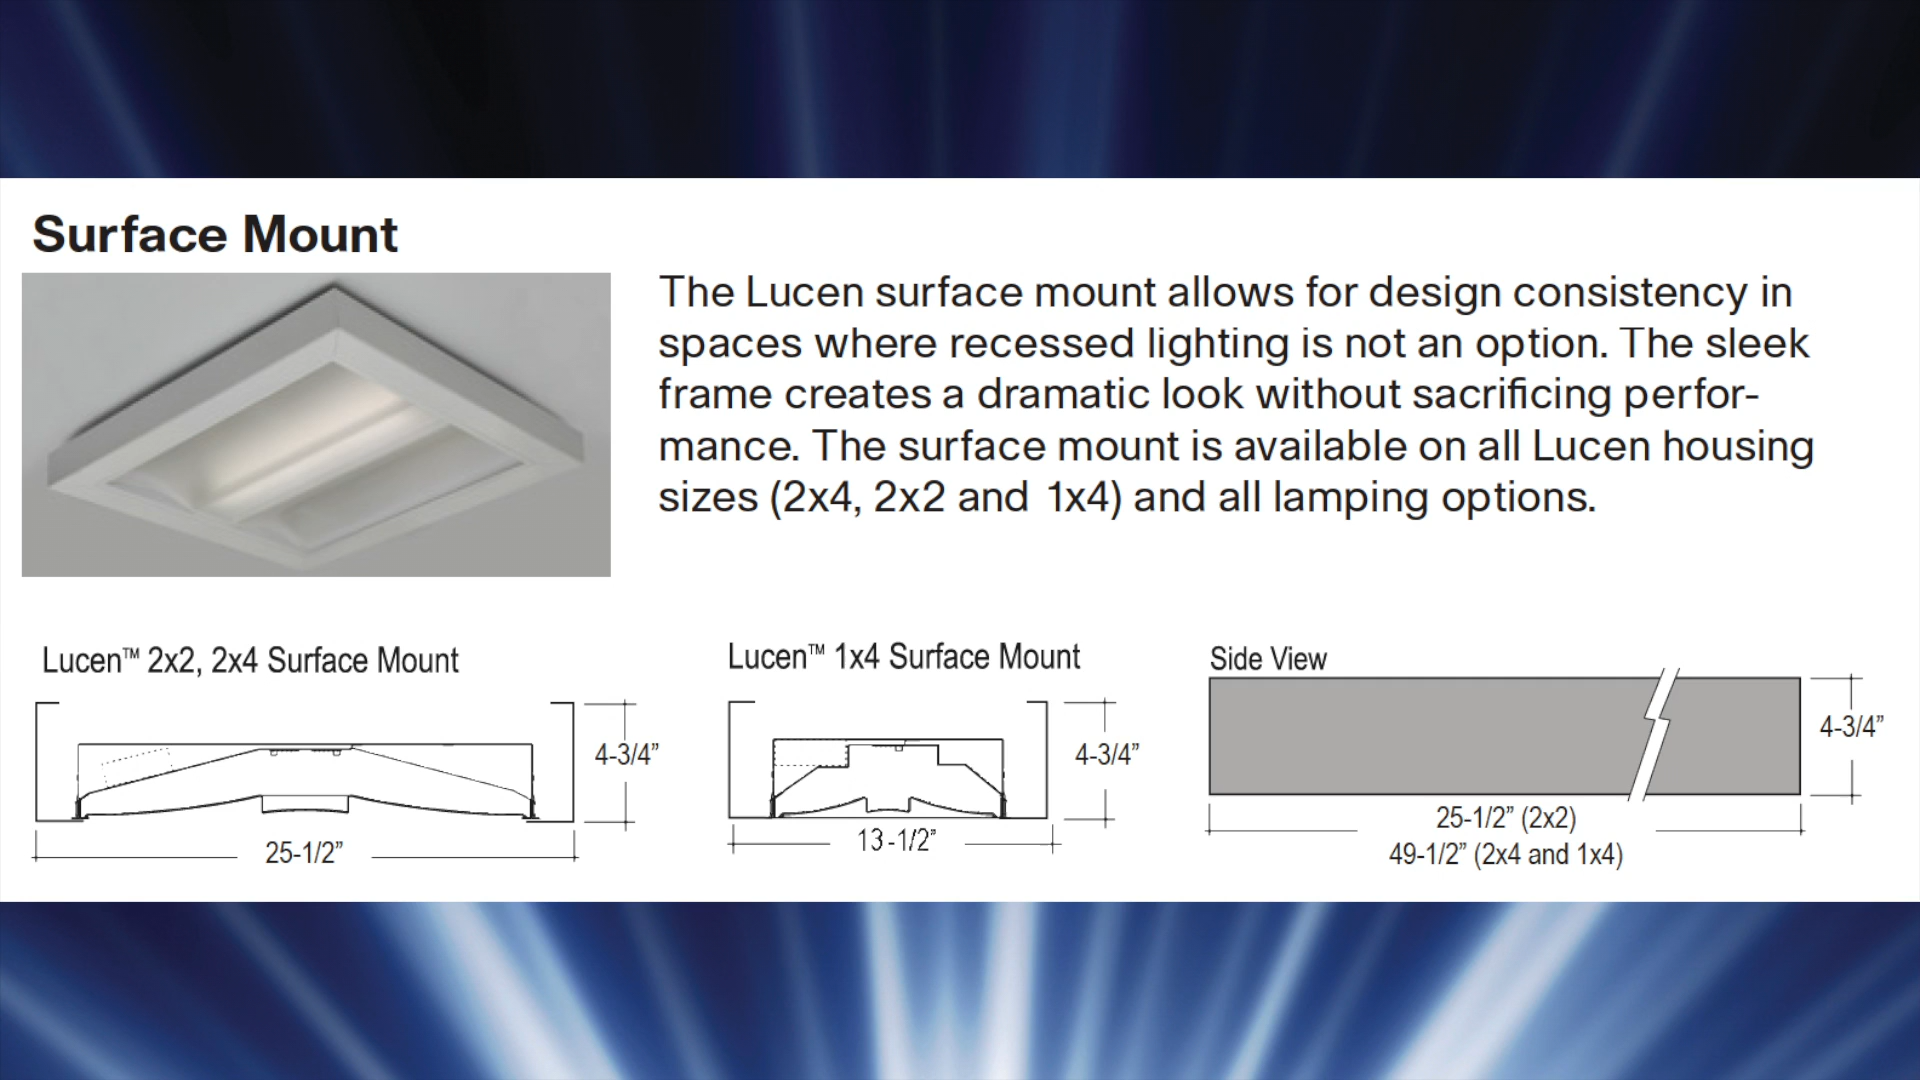 Surface Mount
The Lucen surface mount allows for design consistency in
spaces where recessed lighting is not an option. The sleek
frame creates a dramatic look without sacrificing perfor-
mance. The surface mount is available on all Lucen housing
sizes (2x4, 2x2 and 1x4) and all lamping options.
Lucen™ 2x2, 2x4 Surface Mount
4-3/4”
25-1/2”
Lucen™ 1x4 Surface Mount
4-3/4”
13-1/2”
Side View
4-3/4”
25-1/2” (2x2)
49-1/2” (2x4 and 1x4)